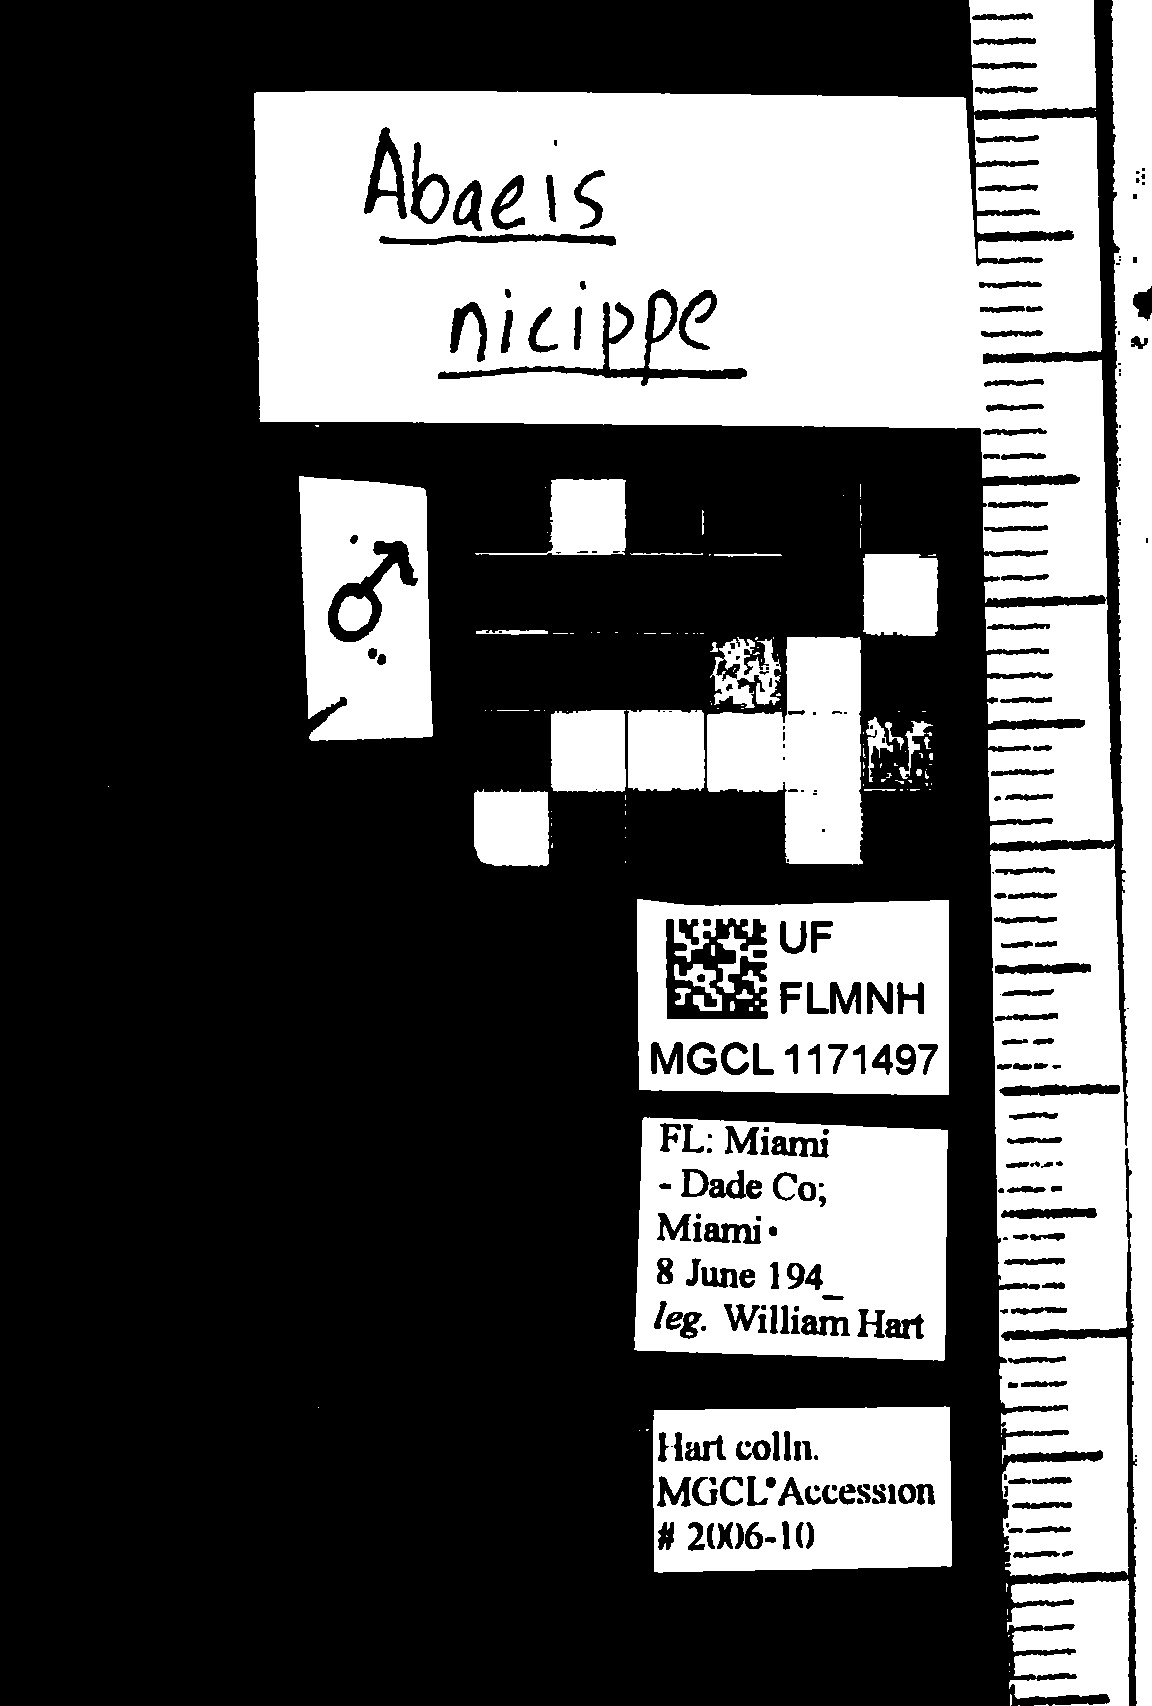 Abaeis
nicippe
♂
UF
FLMNH
MGCL 1171497
FL: Miami
- Dade Co;
Miami
8 June 194_
leg. William Hart
Hart colln.
MGCL Accession
# 2006-10